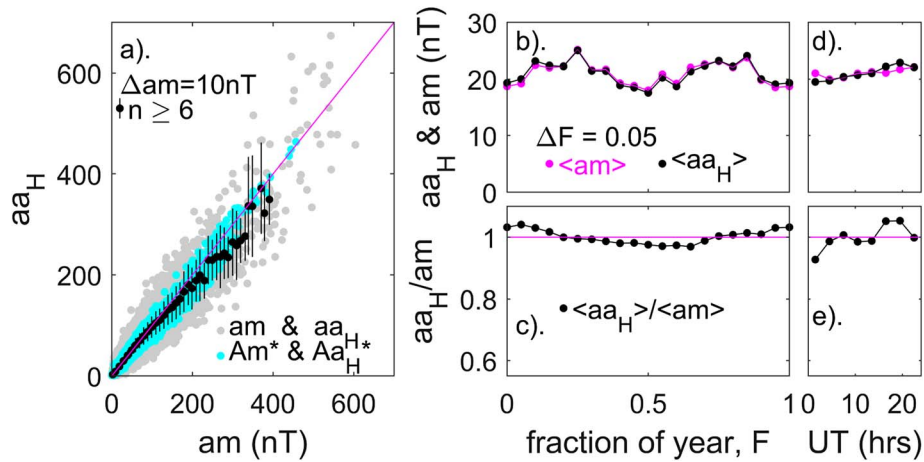 a).
Δam=10nT
n ≥ 6
am & aa_H
Am* & Aa_H*
aa_H
600
400
200
0
0 200 400 600
am (nT)
b).
ΔF = 0.05
<am> <aa_H>
aa_H & am (nT)
30
20
10
0
d).
aa_H/am
1
0.8
0.6
c).
<aa_H>/<am>
0 0.5 1
fraction of year, F
e).
0 10 20
UT (hrs)